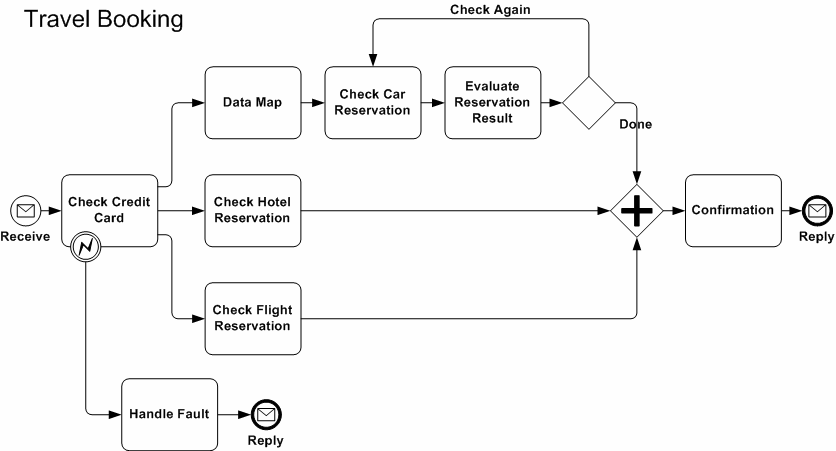 Travel Booking
Check Again
Data Map
Check Car
Reservation
Evaluate
Reservation
Result
Done
Check Credit
Card
Receive
Check Hotel
Reservation
Confirmation
Reply
Check Flight
Reservation
Handle Fault
Reply